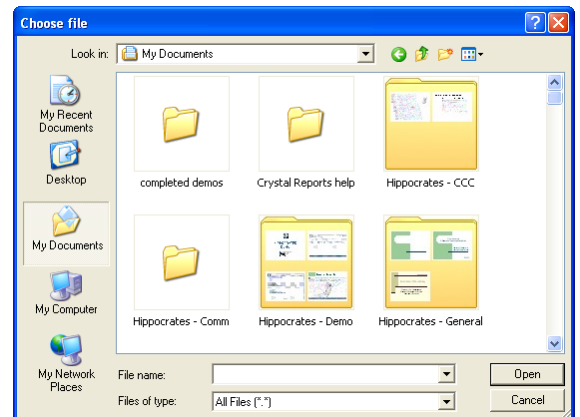 Choose file
Look in:
My Documents
My Recent
Documents
Desktop
My Documents
My Computer
My Network
Places
completed demos
Crystal Reports help
Hippocrates - CCC
Hippocrates - Comm
Hippocrates - Demo
Hippocrates - General
File name:
Open
Files of type:
All Files (*.*)
Cancel